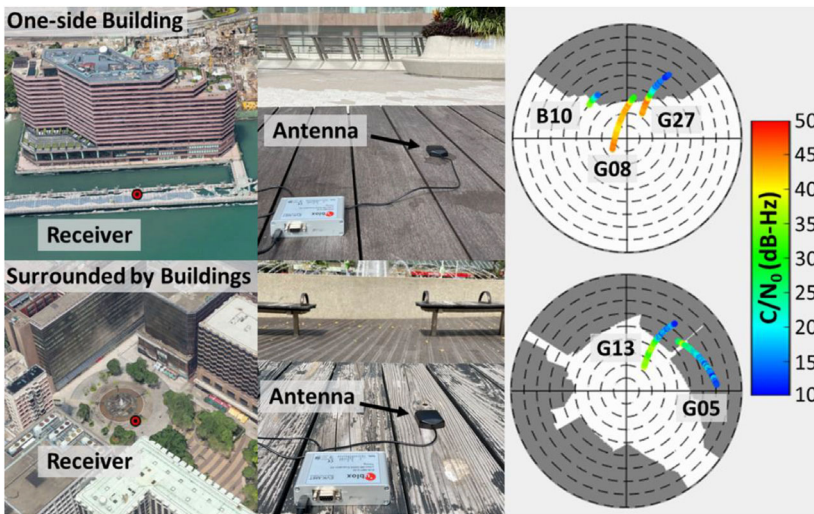 One-side Building
Antenna
Receiver
B10
G27
G08
50
45
40
35
30
25
20
15
10
C/N₀ (dB-Hz)
Surrounded by Buildings
Antenna
Receiver
G13
G05
blox